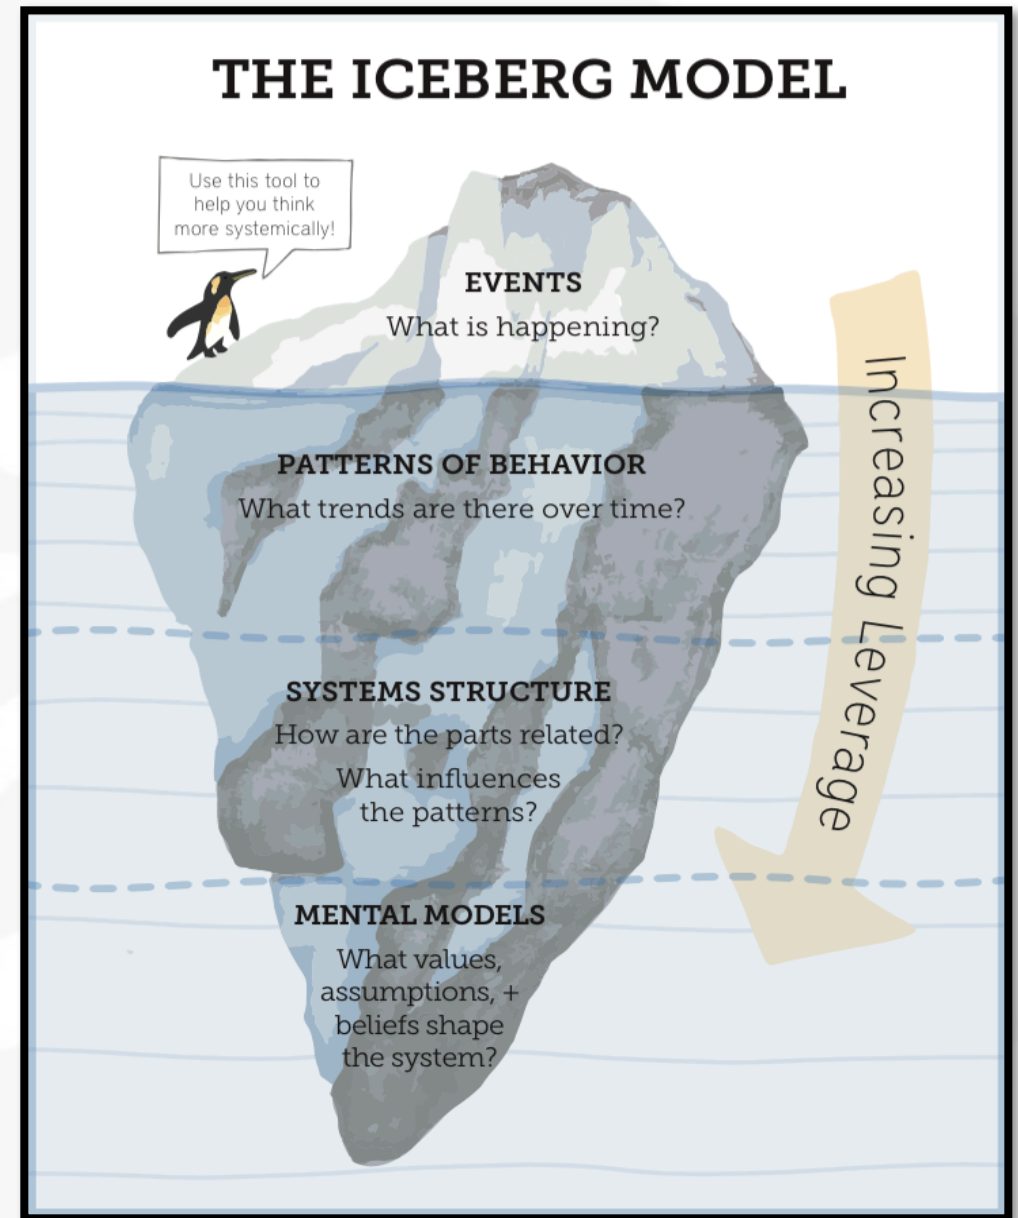 THE ICEBERG MODEL
Use this tool to
help you think
more systemically!
EVENTS
What is happening?
PATTERNS OF BEHAVIOR
What trends are there over time?
SYSTEMS STRUCTURE
How are the parts related?
What influences
the patterns?
MENTAL MODELS
What values,
assumptions, +
beliefs shape
the system?
Increasing Leverage